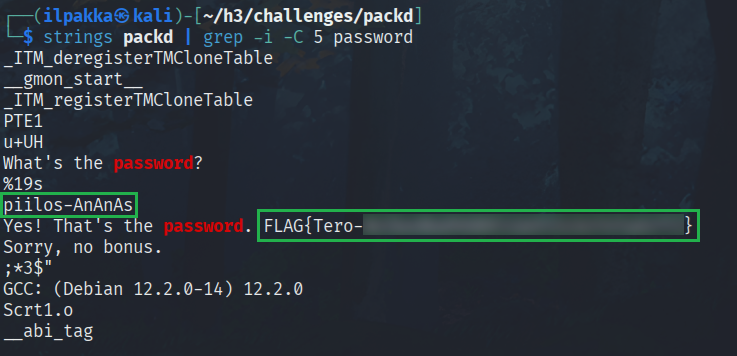 ┌──(ilpakka㉿kali)-[~/h3/challenges/packd]
└─$ strings packd | grep -i -C 5 password
_ITM_deregisterTMCloneTable
__gmon_start__
_ITM_registerTMCloneTable
PTE1
u+UH
What's the password?
%19s
piilos-AnAnAs
Yes! That's the password. FLAG{Tero-}
Sorry, no bonus.
;*3$"
GCC: (Debian 12.2.0-14) 12.2.0
Scrt1.o
__abi_tag